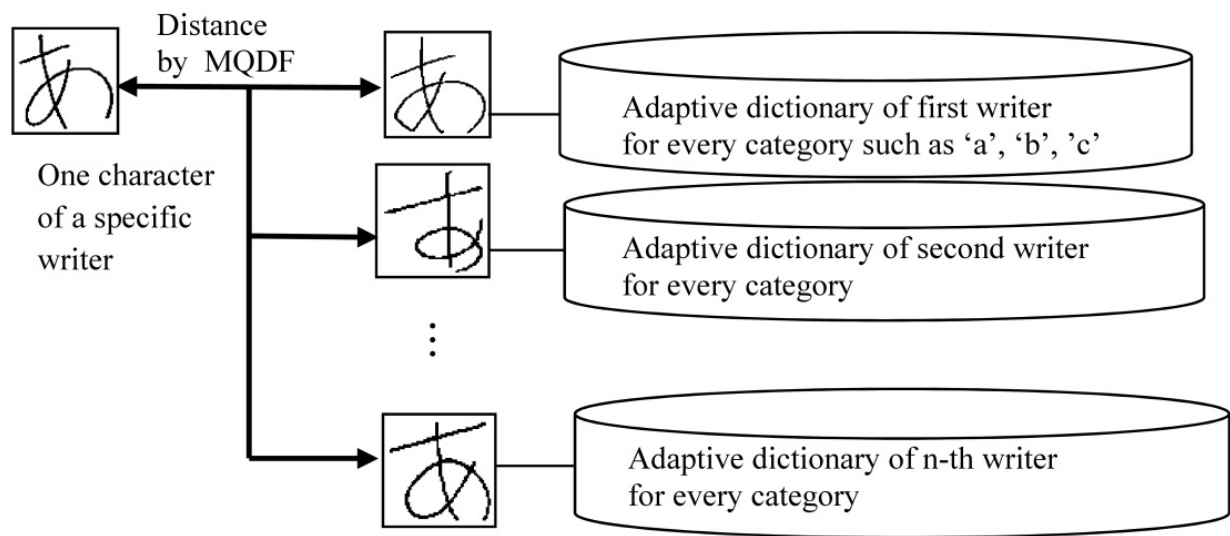 あ
Distance
by MQDF
あ
Adaptive dictionary of first writer
for every category such as ‘a’, ‘b’, ’c’
One character
of a specific
writer
あ
Adaptive dictionary of second writer
for every category
⋮
あ
Adaptive dictionary of n-th writer
for every category